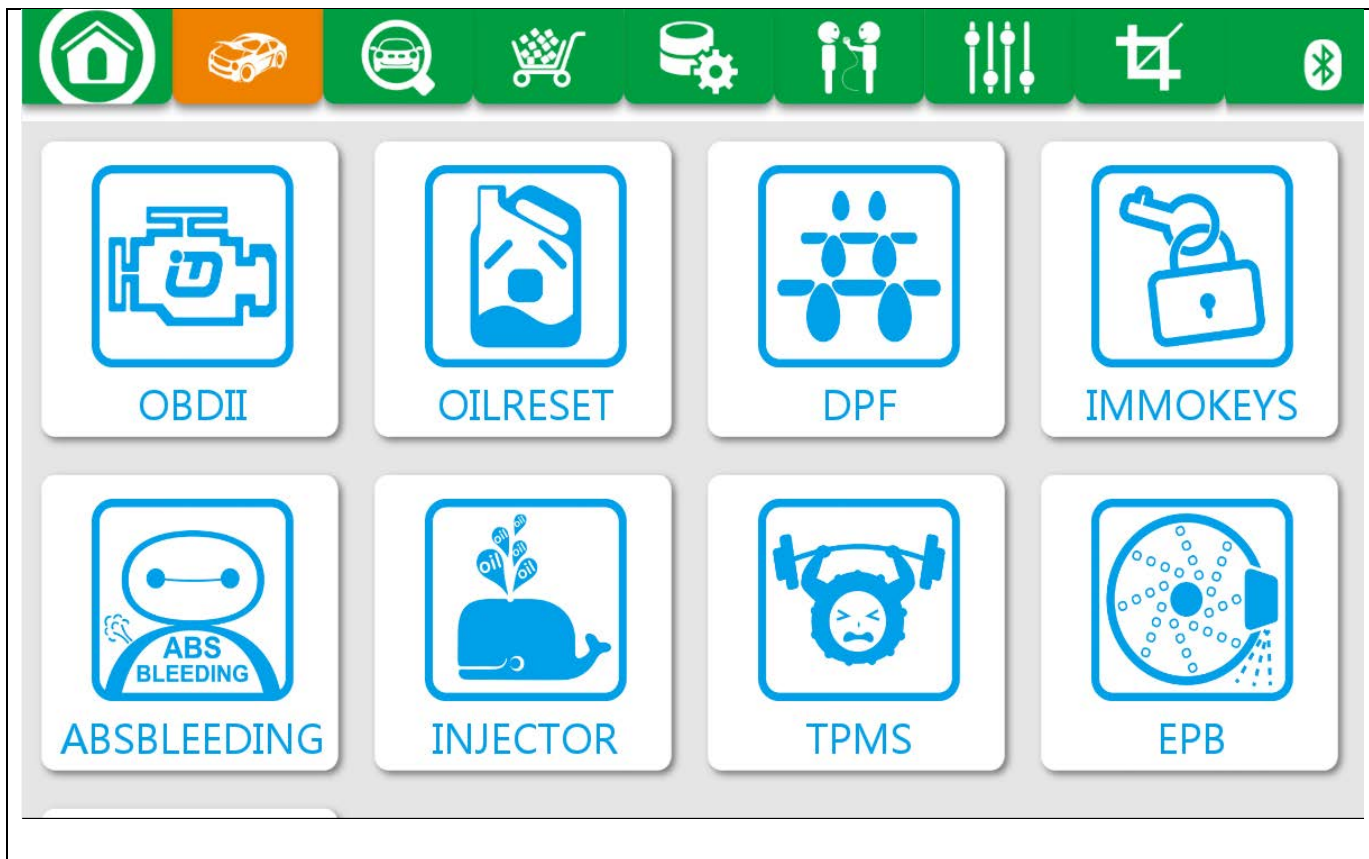 OBDII
OILRESET
DPF
IMMOKEYS
oil
oil
oil
oil
oil
ABS
BLEEDING
ABSBLEEDING
INJECTOR
TPMS
EPB